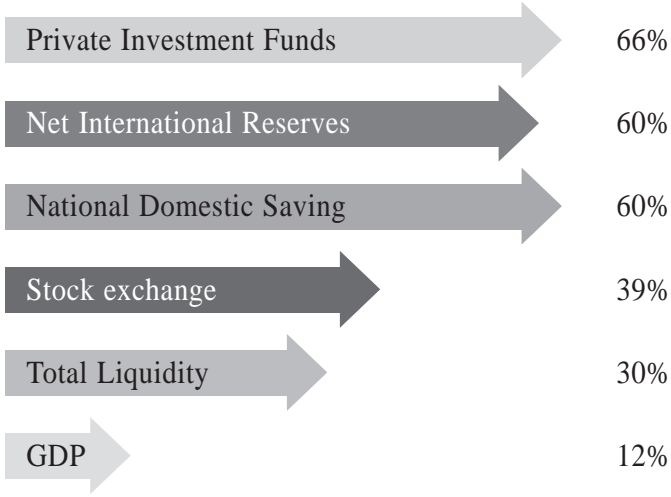 Private Investment Funds 66%
Net International Reserves 60%
National Domestic Saving 60%
Stock exchange 39%
Total Liquidity 30%
GDP 12%